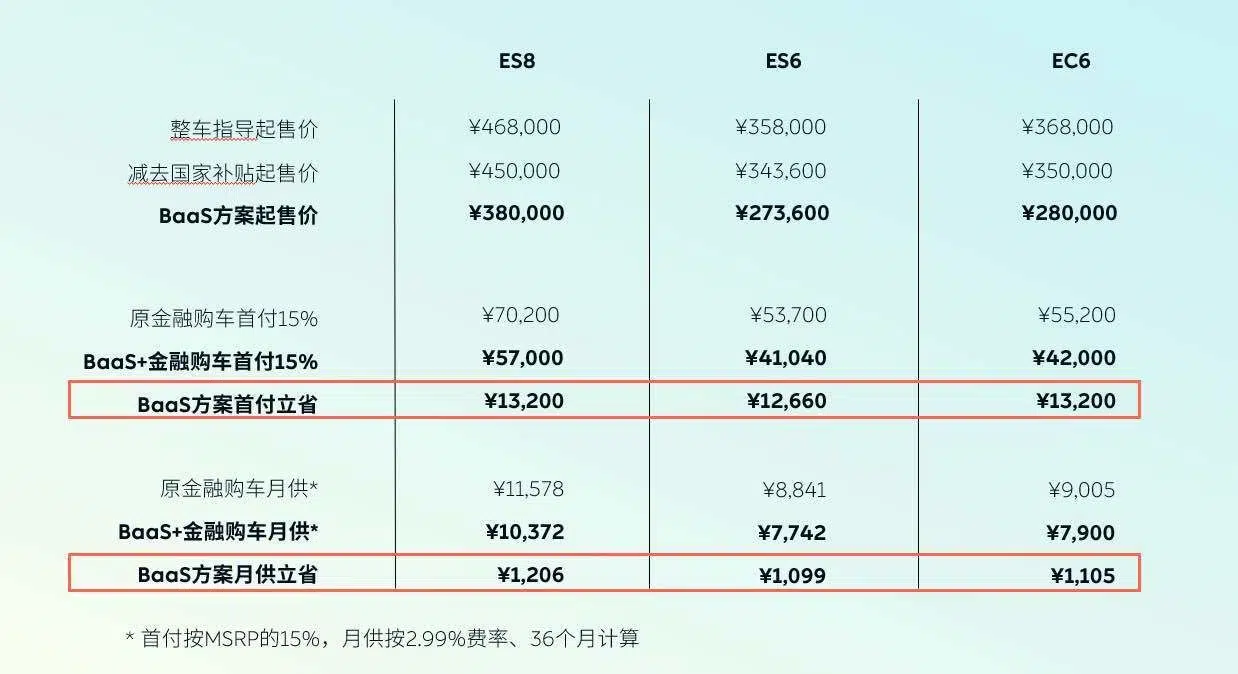 ES8 ES6 EC6
整车指导起售价 ¥468,000 ¥358,000 ¥368,000
减去国家补贴起售价 ¥450,000 ¥343,600 ¥350,000
BaaS方案起售价 ¥380,000 ¥273,600 ¥280,000
原金融购车首付15% ¥70,200 ¥53,700 ¥55,200
BaaS+金融购车首付15% ¥57,000 ¥41,040 ¥42,000
BaaS方案首付立省 ¥13,200 ¥12,660 ¥13,200
原金融购车月供* ¥11,578 ¥8,841 ¥9,005
BaaS+金融购车月供* ¥10,372 ¥7,742 ¥7,900
BaaS方案月供立省 ¥1,206 ¥1,099 ¥1,105
* 首付按MSRP的15%，月供按2.99%费率、36个月计算